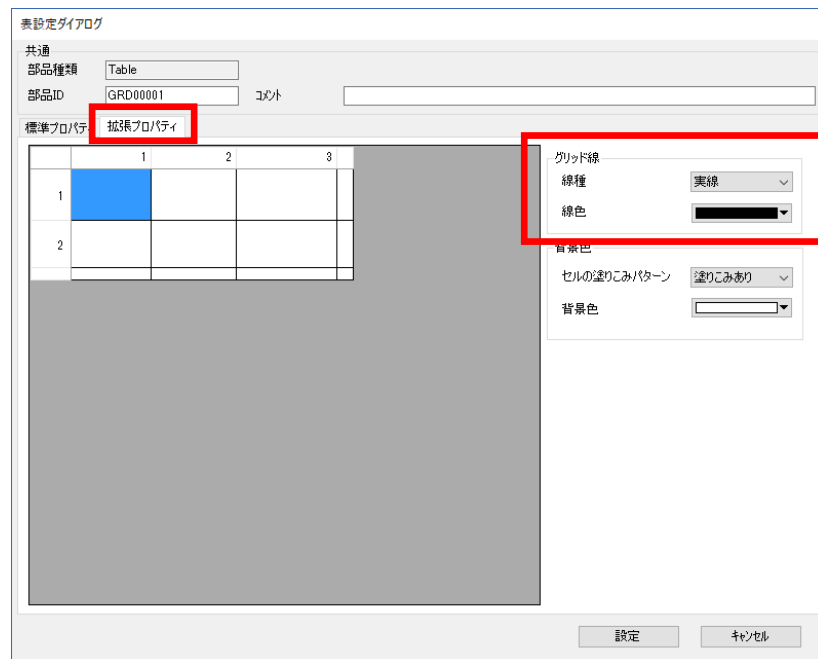 表設定ダイアログ
共通
部品種類 Table
部品ID GRD00001 コメント
標準プロパティ 拡張プロパティ
1 2 3
1
2
グリッド線
線種 実線
線色
背景色
セルの塗りこみパターン 塗りこみあり
背景色
設定 キャンセル